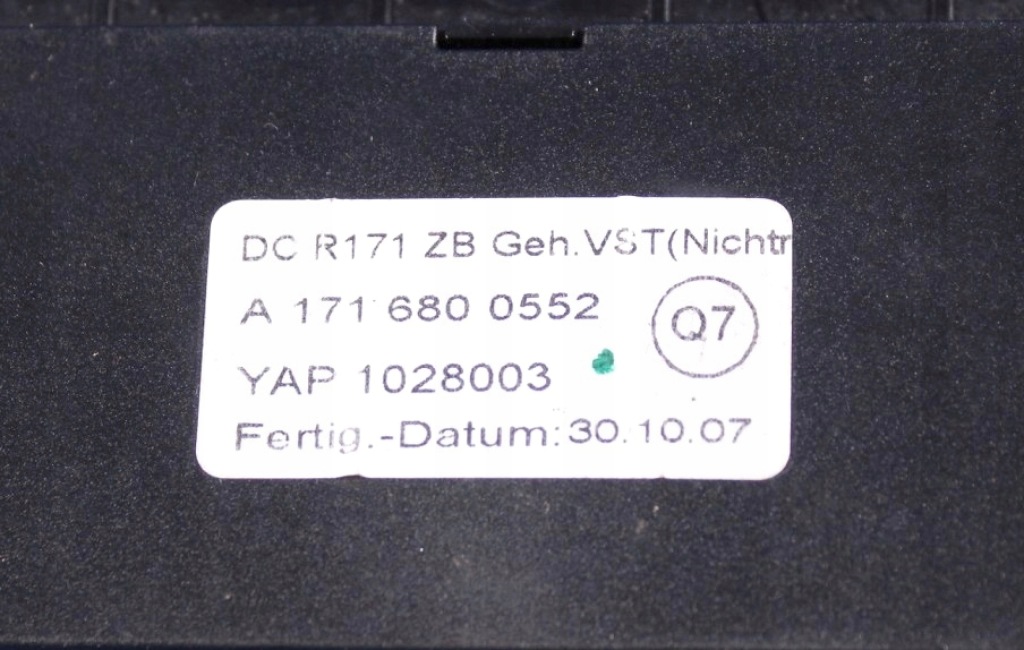 DC R171 ZB Geh.VST(Nichtr
A 171 680 0552
Q7
YAP 1028003
Fertig.-Datum:30.10.07